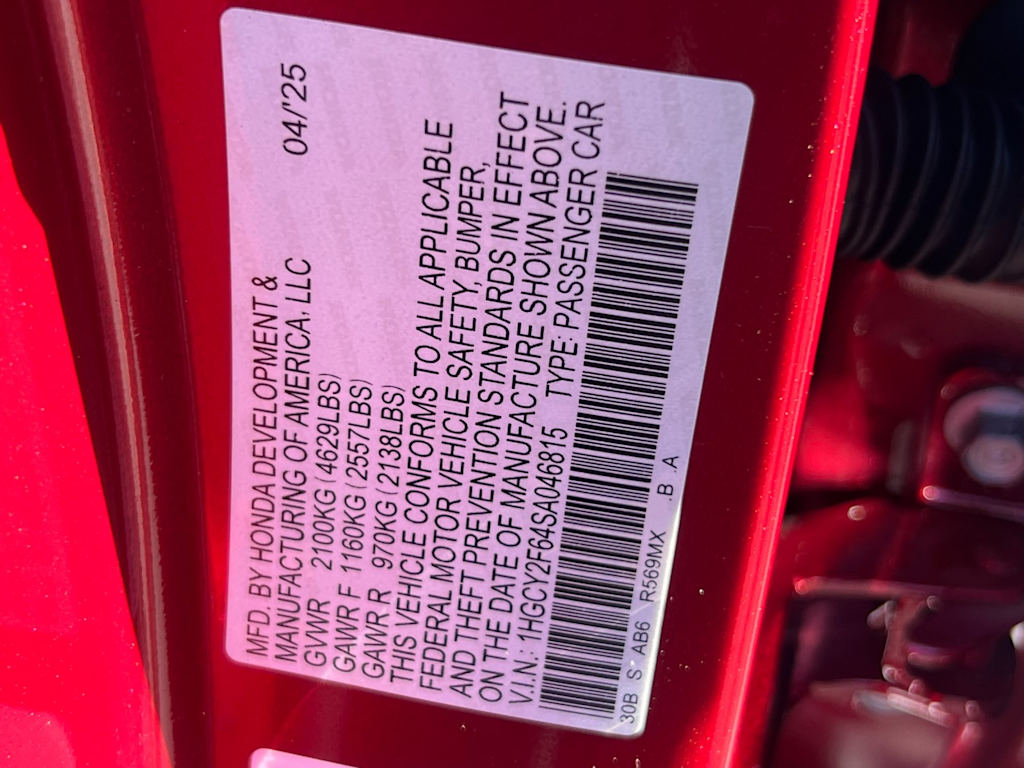 MFD. BY HONDA DEVELOPMENT &
MANUFACTURING OF AMERICA, LLC 04/'25
GVWR 2100KG (4629LBS)
GAWR F 1160KG (2557LBS)
GAWR R 970KG (2138LBS)
THIS VEHICLE CONFORMS TO ALL APPLICABLE
FEDERAL MOTOR VEHICLE SAFETY, BUMPER,
AND THEFT PREVENTION STANDARDS IN EFFECT
ON THE DATE OF MANUFACTURE SHOWN ABOVE.
V.I.N.: 1HGCY2F64SA046815 TYPE: PASSENGER CAR
30B S* AB6 R569MX .B .A